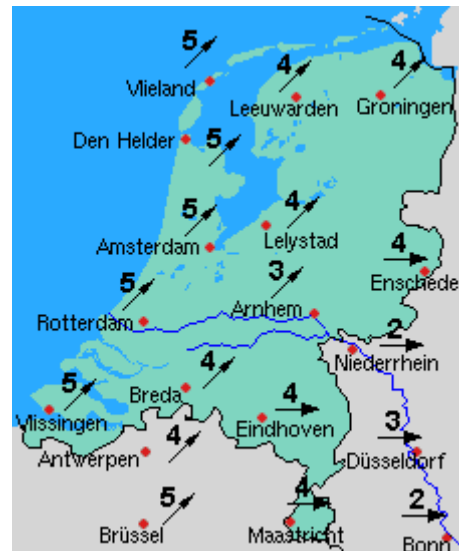 5
Vlieland
4
Leeuwarden
4
Groningen
Den Helder
5
5
Amsterdam
4
Lelystad
4
Enschede
3
Arnhem
5
Rotterdam
2
Niederrhein
4
Breda
5
Vlissingen
4
Eindhoven
4
Antwerpen
3
Düsseldorf
5
Brüssel
4
Maastricht
2
Bonn